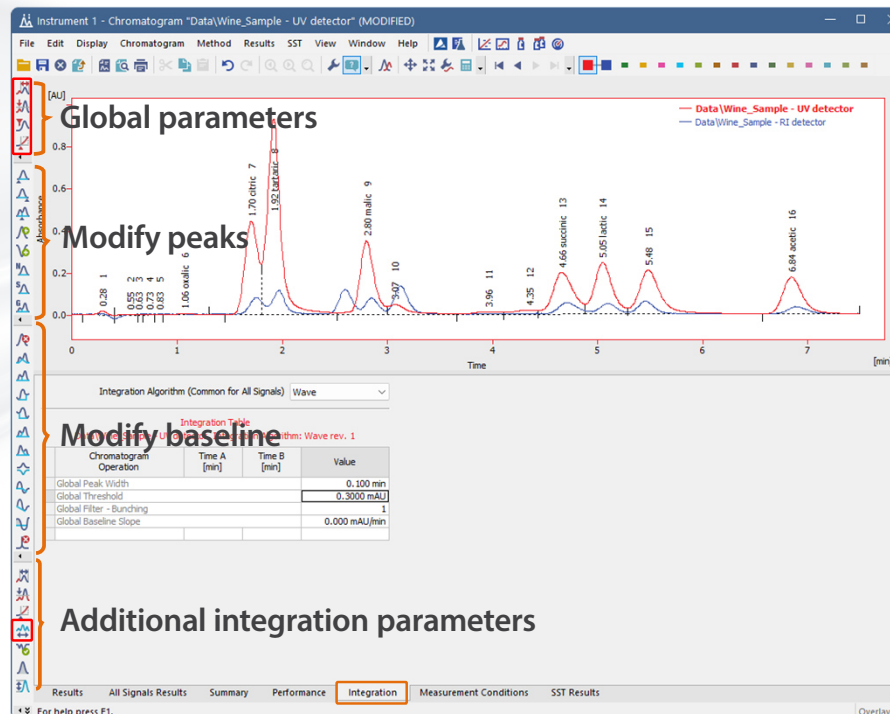 Instrument 1 - Chromatogram "Data\Wine_Sample - UV detector" (MODIFIED)
File Edit Display Chromatogram Method Results SST View Window Help
[AU]
Global parameters
Data\Wine_Sample - UV detector
Data\Wine_Sample - RI detector
0.8
0.6
0.4
0.2
0.0
Absorbance
Modify peaks
0.28 1
0.55 2
0.63 3
0.73 4
0.83 5
1.06 oxalic 6
1.70 citric 7
1.92 tartaric 8
2.80 malic 9
3.07 10
3.96 11
4.35 12
4.66 succinic 13
5.05 lactic 14
5.48 15
6.84 acetic 16
0 1 2 3 4 5 6 7
Time
[min
Integration Algorithm (Common for All Signals) Wave
Integration Table
Modify baseline
Wave rev. 1
Chromatogram Operation Time A [min] Time B [min] Value
Global Peak Width 0.100 min
Global Threshold 0.3000 mAU
Global Filter - Bunching 1
Global Baseline Slope 0.000 mAU/min
Additional integration parameters
Results All Signals Results Summary Performance Integration Measurement Conditions SST Results
For help press F1.
Overlay